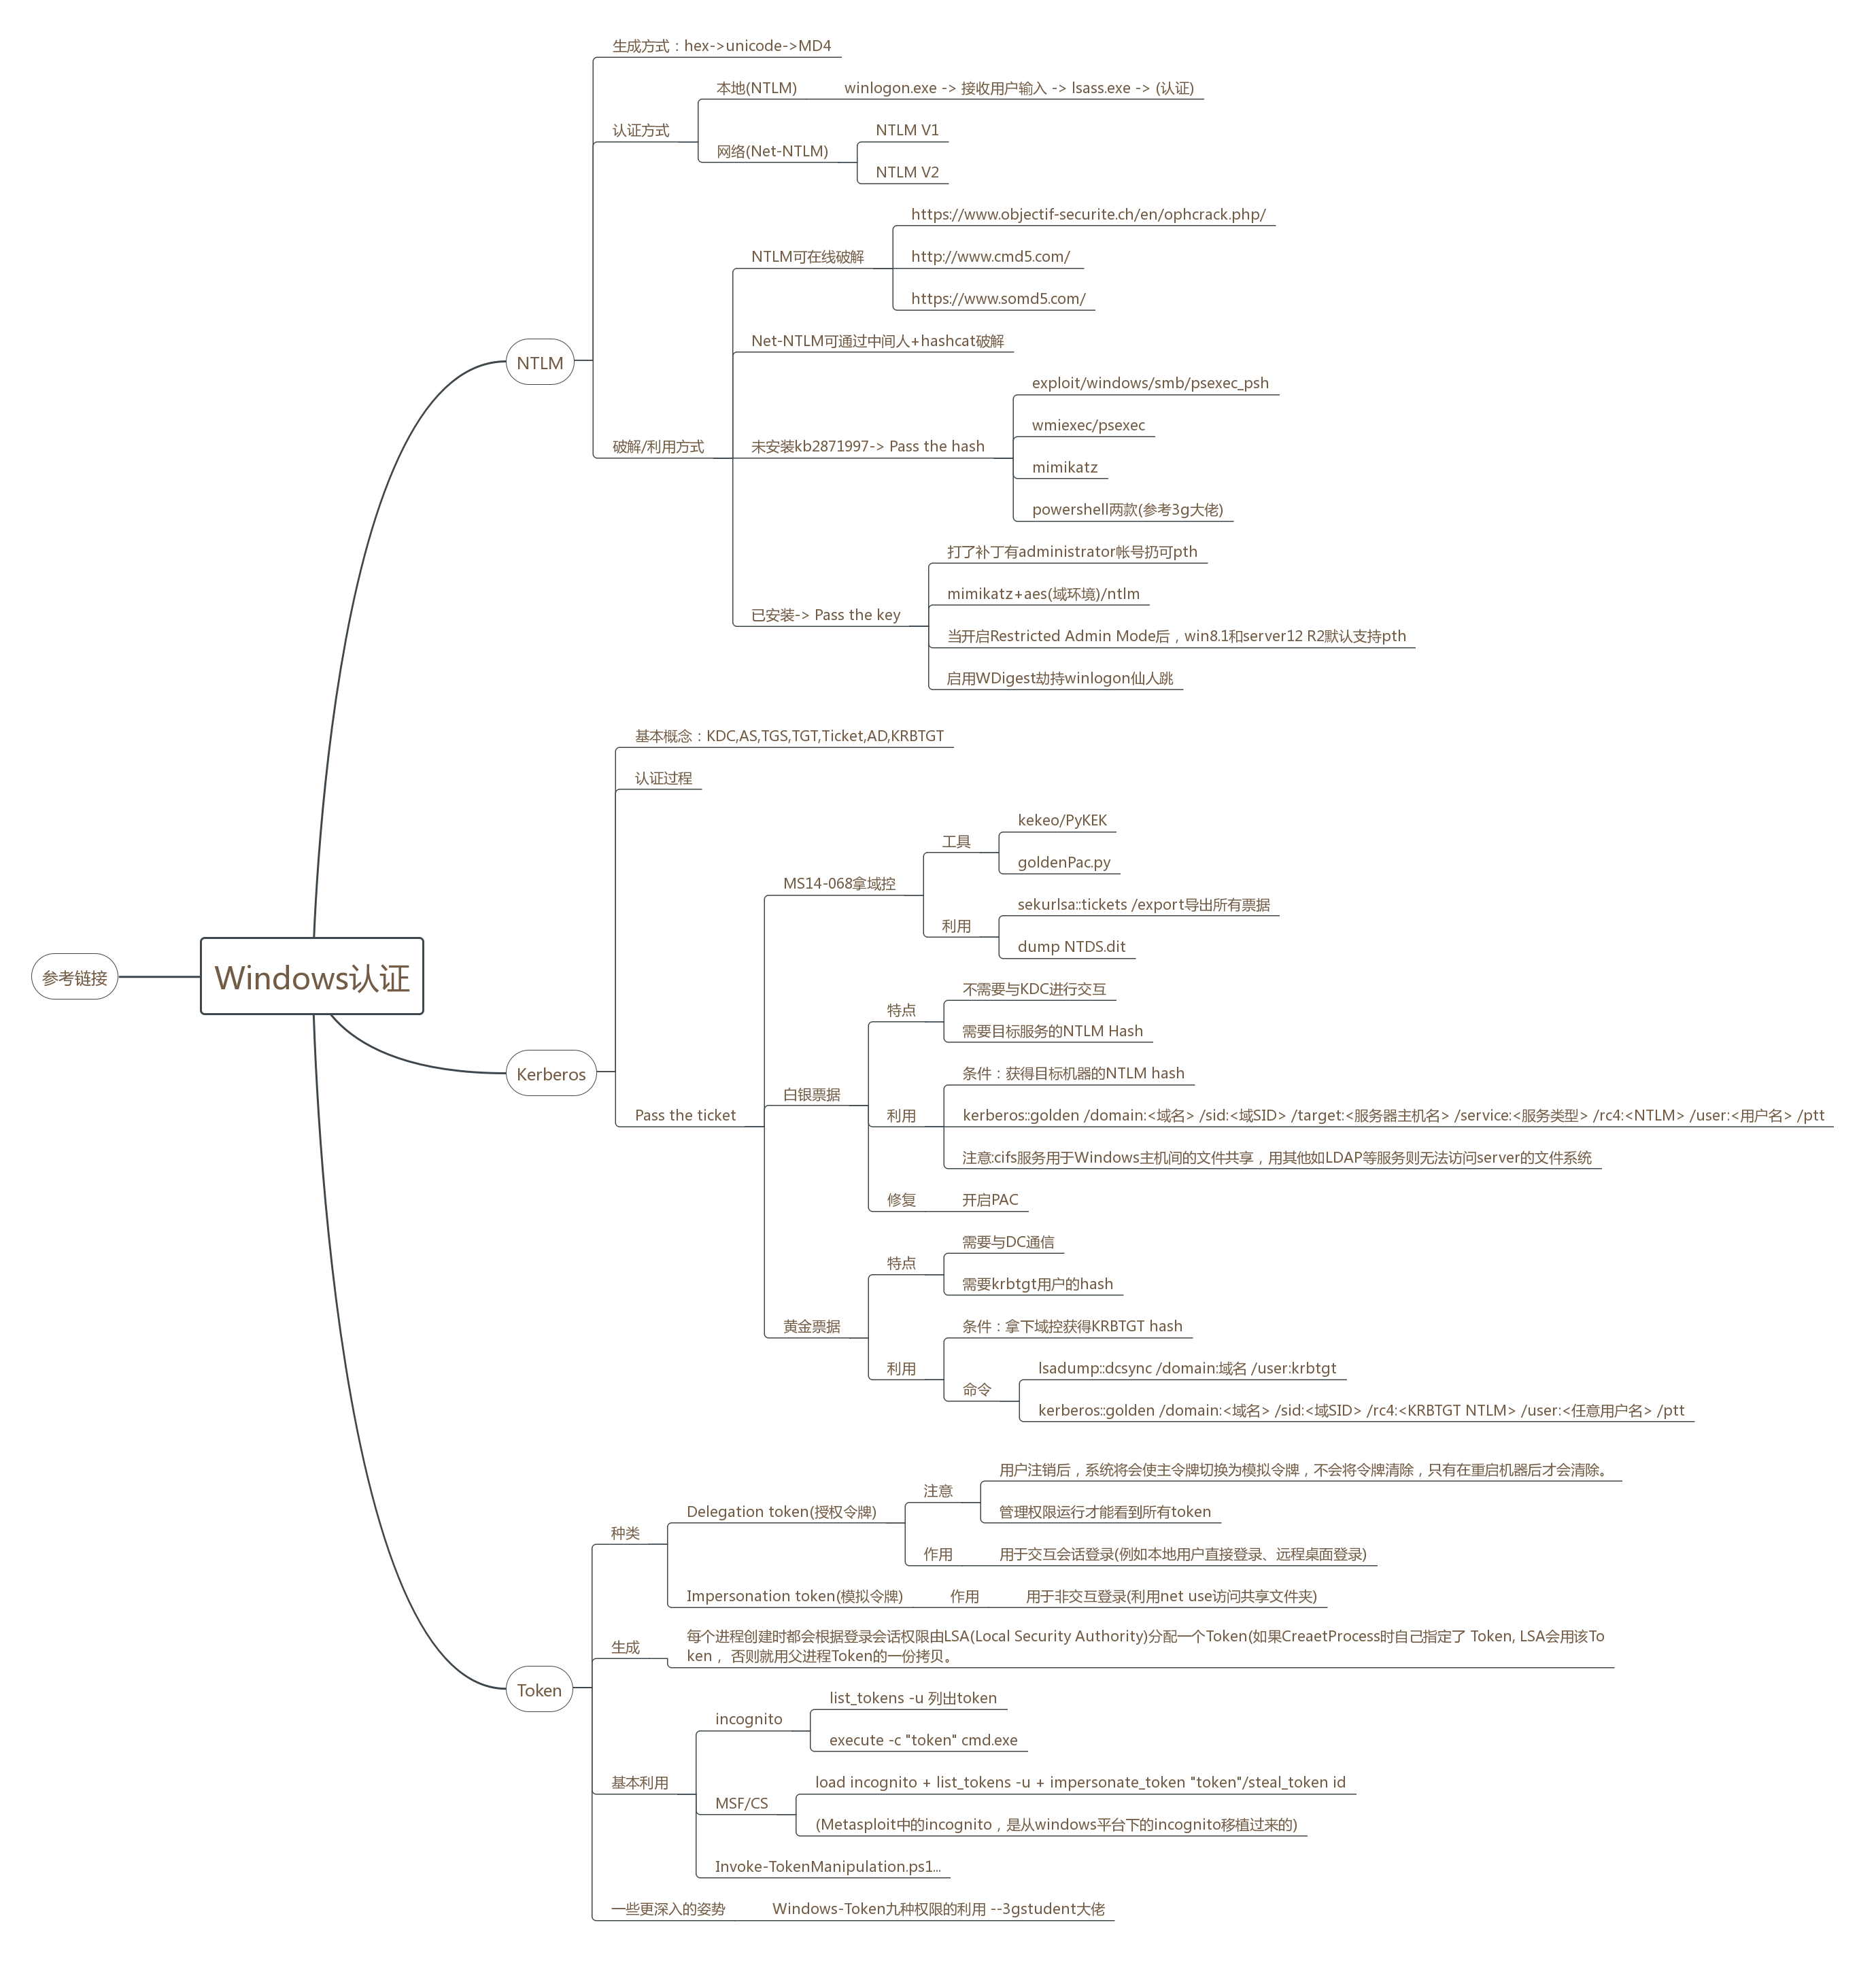 Windows认证
参考链接
NTLM
生成方式：hex->unicode->MD4
认证方式
本地(NTLM)
winlogon.exe -> 接收用户输入 -> lsass.exe -> (认证)
网络(Net-NTLM)
NTLM V1
NTLM V2
破解/利用方式
NTLM可在线破解
https://www.objectif-securite.ch/en/ophcrack.php/
http://www.cmd5.com/
https://www.somd5.com/
Net-NTLM可通过中间人+hashcat破解
未安装kb2871997-> Pass the hash
exploit/windows/smb/psexec_psh
wmiexec/psexec
mimikatz
powershell两款(参考3g大佬)
已安装-> Pass the key
打了补丁有administrator帐号扔可pth
mimikatz+aes(域环境)/ntlm
当开启Restricted Admin Mode后，win8.1和server12 R2默认支持pth
启用WDigest劫持winlogon仙人跳
Kerberos
基本概念：KDC,AS,TGS,TGT,Ticket,AD,KRBTGT
认证过程
Pass the ticket
MS14-068拿域控
工具
kekeo/PyKEK
goldenPac.py
利用
sekurlsa::tickets /export导出所有票据
dump NTDS.dit
白银票据
特点
不需要与KDC进行交互
需要目标服务的NTLM Hash
利用
条件：获得目标机器的NTLM hash
kerberos::golden /domain:<域名> /sid:<域SID> /target:<服务器主机名> /service:<服务类型> /rc4:<NTLM> /user:<用户名> /ptt
注意:cifs服务用于Windows主机间的文件共享，用其他如LDAP等服务则无法访问server的文件系统
修复
开启PAC
黄金票据
特点
需要与DC通信
需要krbtgt用户的hash
利用
条件：拿下域控获得KRBTGT hash
命令
lsadump::dcsync /domain:域名 /user:krbtgt
kerberos::golden /domain:<域名> /sid:<域SID> /rc4:<KRBTGT NTLM> /user:<任意用户名> /ptt
Token
种类
Delegation token(授权令牌)
注意
用户注销后，系统将会使主令牌切换为模拟令牌，不会将令牌清除，只有在重启机器后才会清除。
管理权限运行才能看到所有token
作用
用于交互会话登录(例如本地用户直接登录、远程桌面登录)
Impersonation token(模拟令牌)
作用
用于非交互登录(利用net use访问共享文件夹)
生成
每个进程创建时都会根据登录会话权限由LSA(Local Security Authority)分配一个Token(如果CreaetProcess时自己指定了 Token, LSA会用该To
ken， 否则就用父进程Token的一份拷贝。
基本利用
incognito
list_tokens -u 列出token
execute -c "token" cmd.exe
MSF/CS
load incognito + list_tokens -u + impersonate_token "token"/steal_token id
(Metasploit中的incognito，是从windows平台下的incognito移植过来的)
Invoke-TokenManipulation.ps1...
一些更深入的姿势
Windows-Token九种权限的利用 --3gstudent大佬